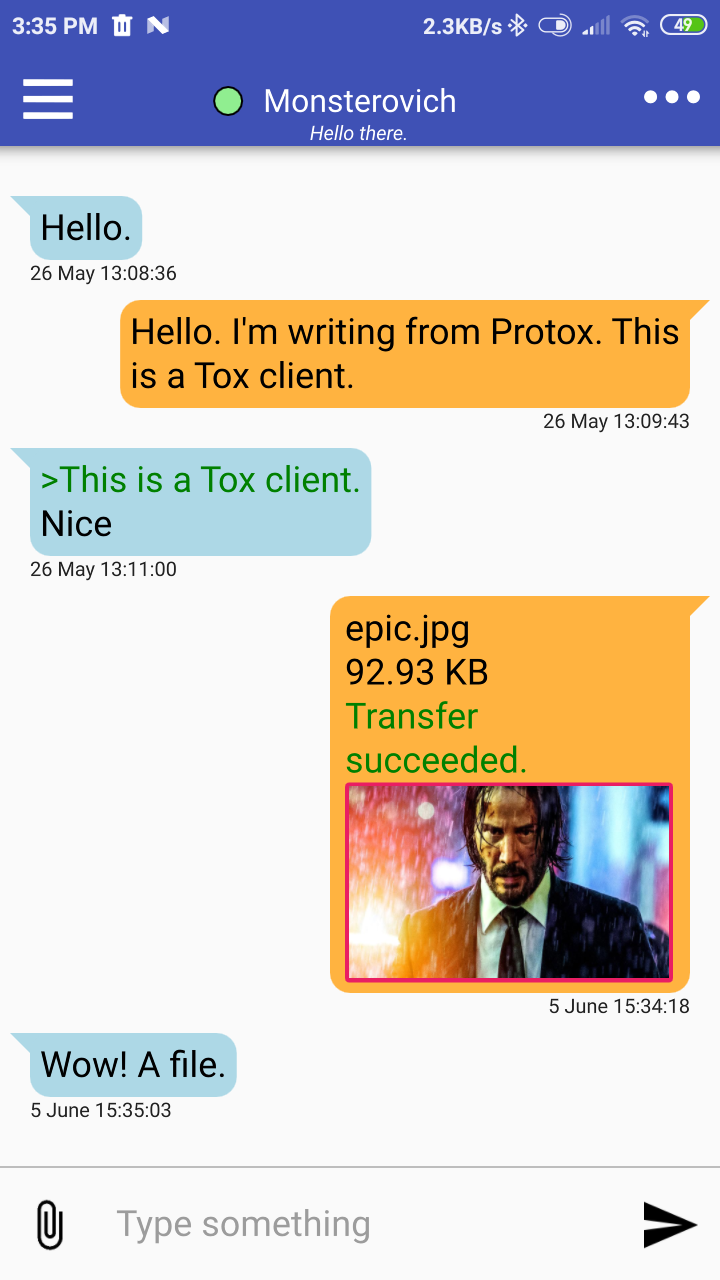 3:35 PM
2.3KB/s
49
Monsterovich
Hello there.
Hello.
26 May 13:08:36
Hello. I'm writing from Protox. This
is a Tox client.
26 May 13:09:43
>This is a Tox client.
Nice
26 May 13:11:00
epic.jpg
92.93 KB
Transfer
succeeded.
5 June 15:34:18
Wow! A file.
5 June 15:35:03
Type something